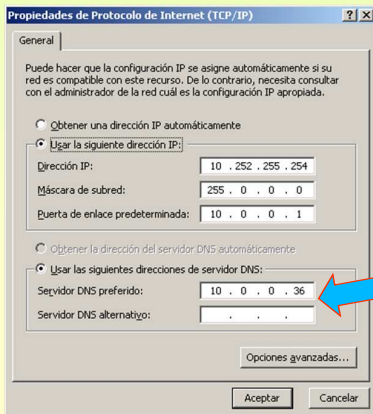 Propiedades de Protocolo de Internet (TCP/IP)
General
Puede hacer que la configuración IP se asigne automáticamente si su
red es compatible con este recurso. De lo contrario, necesita consultar
con el administrador de la red cuál es la configuración IP apropiada.
Obtener una dirección IP automáticamente
Usar la siguiente dirección IP:
Dirección IP: 10 . 252 . 255 . 254
Máscara de subred: 255 . 0 . 0 . 0
Puerta de enlace predeterminada: 10 . 0 . 0 . 1
Obtener la dirección del servidor DNS automáticamente
Usar las siguientes direcciones de servidor DNS:
Servidor DNS preferido: 10 . 0 . 0 . 36
Servidor DNS alternativo: . . .
Opciones avanzadas...
Aceptar Cancelar